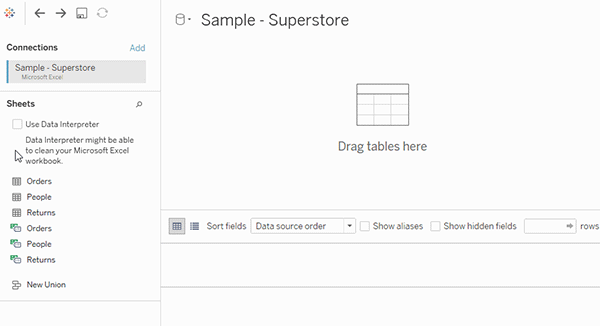 Sample - Superstore
Connections Add
Sample - Superstore
Microsoft Excel
Sheets
Use Data Interpreter
Data Interpreter might be able
to clean your Microsoft Excel
workbook.
Orders
People
Returns
Orders
People
Returns
New Union
Drag tables here
Sort fields Data source order Show aliases Show hidden fields rows